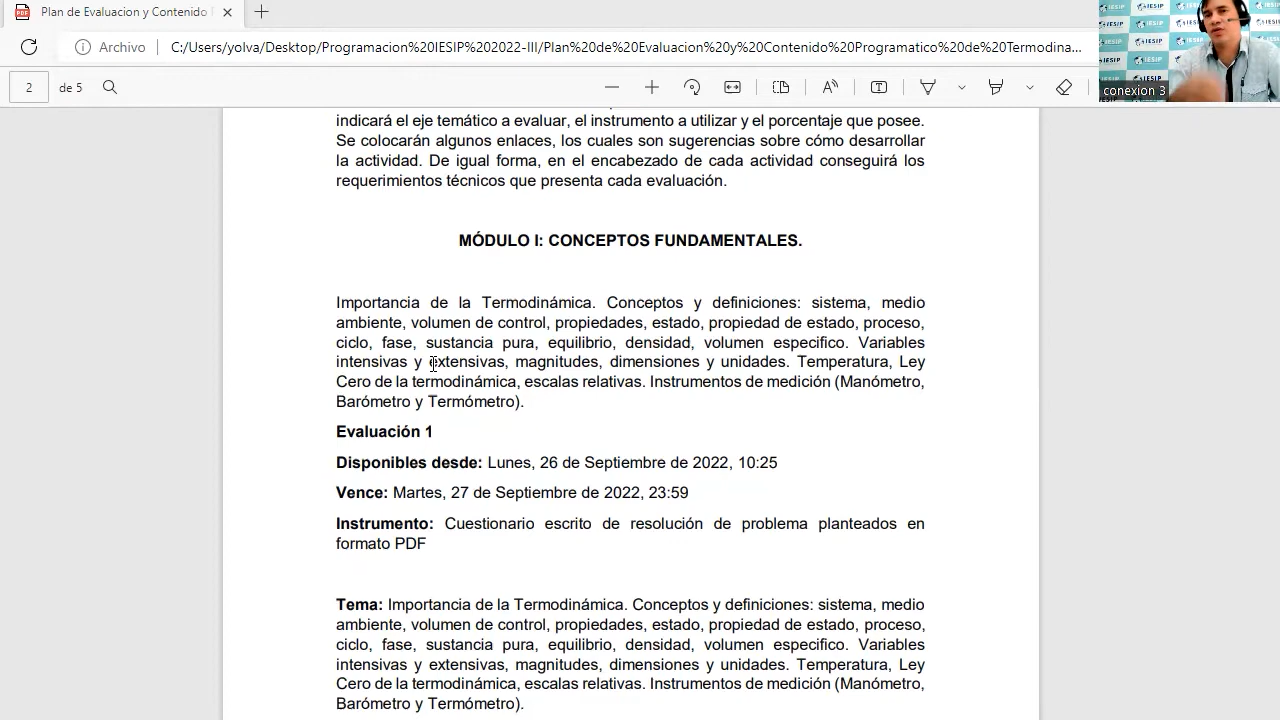 Plan de Evaluacion y Contenido
Archivo
C:/Users/yolva/Desktop/Programacion%20IESIP%202022-III/Plan%20de%20Evaluacion%20y%20Contenido%20Programatico%20de%20Termodina...
2 de 5
conexion 3
indicará el eje temático a evaluar, el instrumento a utilizar y el porcentaje que posee.
Se colocarán algunos enlaces, los cuales son sugerencias sobre cómo desarrollar
la actividad. De igual forma, en el encabezado de cada actividad conseguirá los
requerimientos técnicos que presenta cada evaluación.
MÓDULO I: CONCEPTOS FUNDAMENTALES.
Importancia de la Termodinámica. Conceptos y definiciones: sistema, medio
ambiente, volumen de control, propiedades, estado, propiedad de estado, proceso,
ciclo, fase, sustancia pura, equilibrio, densidad, volumen especifico. Variables
intensivas y extensivas, magnitudes, dimensiones y unidades. Temperatura, Ley
Cero de la termodinámica, escalas relativas. Instrumentos de medición (Manómetro,
Barómetro y Termómetro).
Evaluación 1
Disponibles desde: Lunes, 26 de Septiembre de 2022, 10:25
Vence: Martes, 27 de Septiembre de 2022, 23:59
Instrumento: Cuestionario escrito de resolución de problema planteados en
formato PDF
Tema: Importancia de la Termodinámica. Conceptos y definiciones: sistema, medio
ambiente, volumen de control, propiedades, estado, propiedad de estado, proceso,
ciclo, fase, sustancia pura, equilibrio, densidad, volumen especifico. Variables
intensivas y extensivas, magnitudes, dimensiones y unidades. Temperatura, Ley
Cero de la termodinámica, escalas relativas. Instrumentos de medición (Manómetro,
Barómetro y Termómetro).